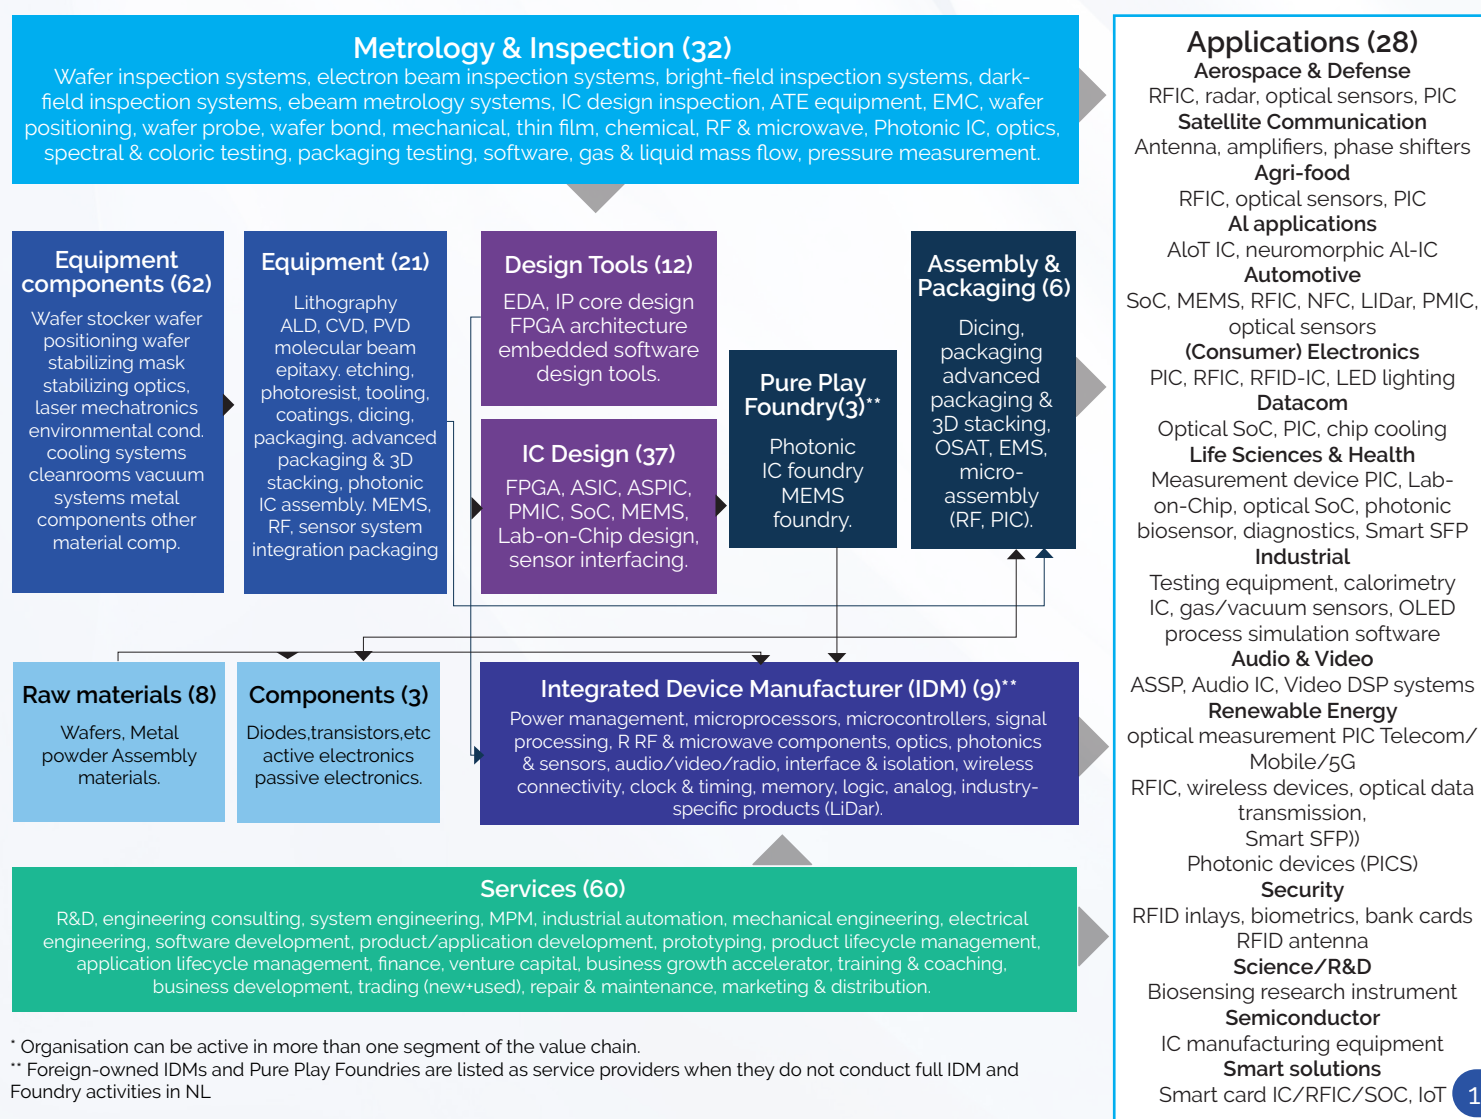 Metrology & Inspection (32)
Wafer inspection systems, electron beam inspection systems, bright-field inspection systems, dark-
field inspection systems, ebeam metrology systems, IC design inspection, ATE equipment, EMC, wafer
positioning, wafer probe, wafer bond, mechanical, thin film, chemical, RF & microwave, Photonic IC, optics,
spectral & coloric testing, packaging testing, software, gas & liquid mass flow, pressure measurement.
Equipment
components (62)
Wafer stocker wafer
positioning wafer
stabilizing mask
stabilizing optics,
laser mechatronics
environmental cond.
cooling systems
cleanrooms vacuum
systems metal
components other
material comp.
Equipment (21)
Lithography
ALD, CVD, PVD
molecular beam
epitaxy. etching,
photoresist, tooling,
coatings, dicing,
packaging. advanced
packaging & 3D
stacking, photonic
IC assembly. MEMS,
RF, sensor system
integration packaging
Design Tools (12)
EDA, IP core design
FPGA architecture
embedded software
design tools.
IC Design (37)
FPGA, ASIC, ASPIC,
PMIC, SoC, MEMS,
Lab-on-Chip design,
sensor interfacing.
Pure Play
Foundry(3)**
Photonic
IC foundry
MEMS
foundry.
Assembly &
Packaging (6)
Dicing,
packaging
advanced
packaging &
3D stacking,
OSAT, EMS,
micro-
assembly
(RF, PIC).
Raw materials (8)
Wafers, Metal
powder Assembly
materials.
Components (3)
Diodes,transistors,etc
active electronics
passive electronics.
Integrated Device Manufacturer (IDM) (9)**
Power management, microprocessors, microcontrollers, signal
processing, R RF & microwave components, optics, photonics
& sensors, audio/video/radio, interface & isolation, wireless
connectivity, clock & timing, memory, logic, analog, industry-
specific products (LiDar).
Services (60)
R&D, engineering consulting, system engineering, MPM, industrial automation, mechanical engineering, electrical
engineering, software development, product/application development, prototyping, product lifecycle management,
application lifecycle management, finance, venture capital, business growth accelerator, training & coaching,
business development, trading (new+used), repair & maintenance, marketing & distribution.
* Organisation can be active in more than one segment of the value chain.
** Foreign-owned IDMs and Pure Play Foundries are listed as service providers when they do not conduct full IDM and
Foundry activities in NL
Applications (28)
Aerospace & Defense
RFIC, radar, optical sensors, PIC
Satellite Communication
Antenna, amplifiers, phase shifters
Agri-food
RFIC, optical sensors, PIC
Al applications
AloT IC, neuromorphic Al-IC
Automotive
SoC, MEMS, RFIC, NFC, LIDar, PMIC,
optical sensors
(Consumer) Electronics
PIC, RFIC, RFID-IC, LED lighting
Datacom
Optical SoC, PIC, chip cooling
Life Sciences & Health
Measurement device PIC, Lab-
on-Chip, optical SoC, photonic
biosensor, diagnostics, Smart SFP
Industrial
Testing equipment, calorimetry
IC, gas/vacuum sensors, OLED
process simulation software
Audio & Video
ASSP, Audio IC, Video DSP systems
Renewable Energy
optical measurement PIC Telecom/
Mobile/5G
RFIC, wireless devices, optical data
transmission,
Smart SFP))
Photonic devices (PICS)
Security
RFID inlays, biometrics, bank cards
RFID antenna
Science/R&D
Biosensing research instrument
Semiconductor
IC manufacturing equipment
Smart solutions
Smart card IC/RFIC/SOC, IoT
1